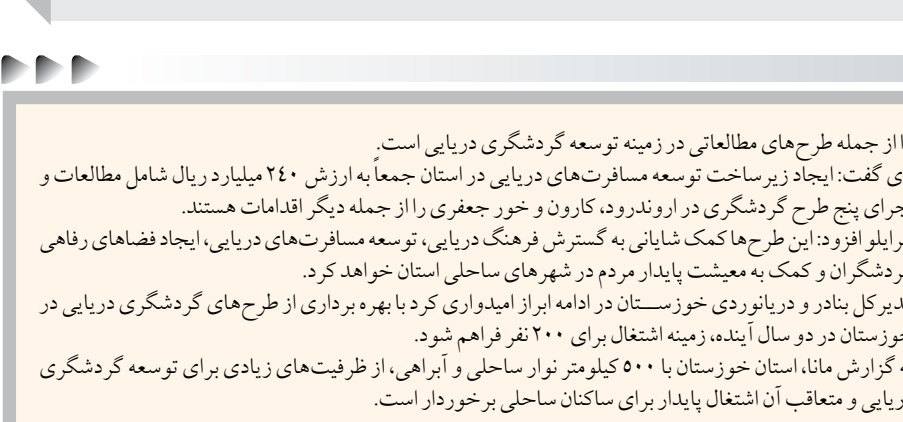 از جمله طرح‌های مطالعاتی در زمینه توسعه گردشگری دریایی است.
گفت: ایجاد زیرساخت توسعه مسافرت‌های دریایی در استان جمعاً به ارزش ٢٤٠ میلیارد ریال شامل مطالعات و
جرای پنج طرح گردشگری در اروندرود، کارون و خور جعفری را از جمله دیگر اقدامات هستند.
رایلو افزود: این طرح‌ها کمک شایانی به گسترش فرهنگ دریایی، توسعه مسافرت‌های دریایی، ایجاد فضاهای رفاهی
ردشگران و کمک به معیشت پایدار مردم در شهرهای ساحلی استان خواهد کرد.
دیرکل بنادر و دریانوردی خوزستان در ادامه ابراز امیدواری کرد با بهره برداری از طرح‌های گردشگری دریایی در
وزستان در دو سال آینده، زمینه اشتغال برای ٢٠٠ نفر فراهم شود.
گزارش مانا، استان خوزستان با ٥٠٠ کیلومتر نوار ساحلی و آبراهی، از ظرفیت‌های زیادی برای توسعه گردشگری
ریایی و متعاقب آن اشتغال پایدار برای ساکنان ساحلی برخوردار است.